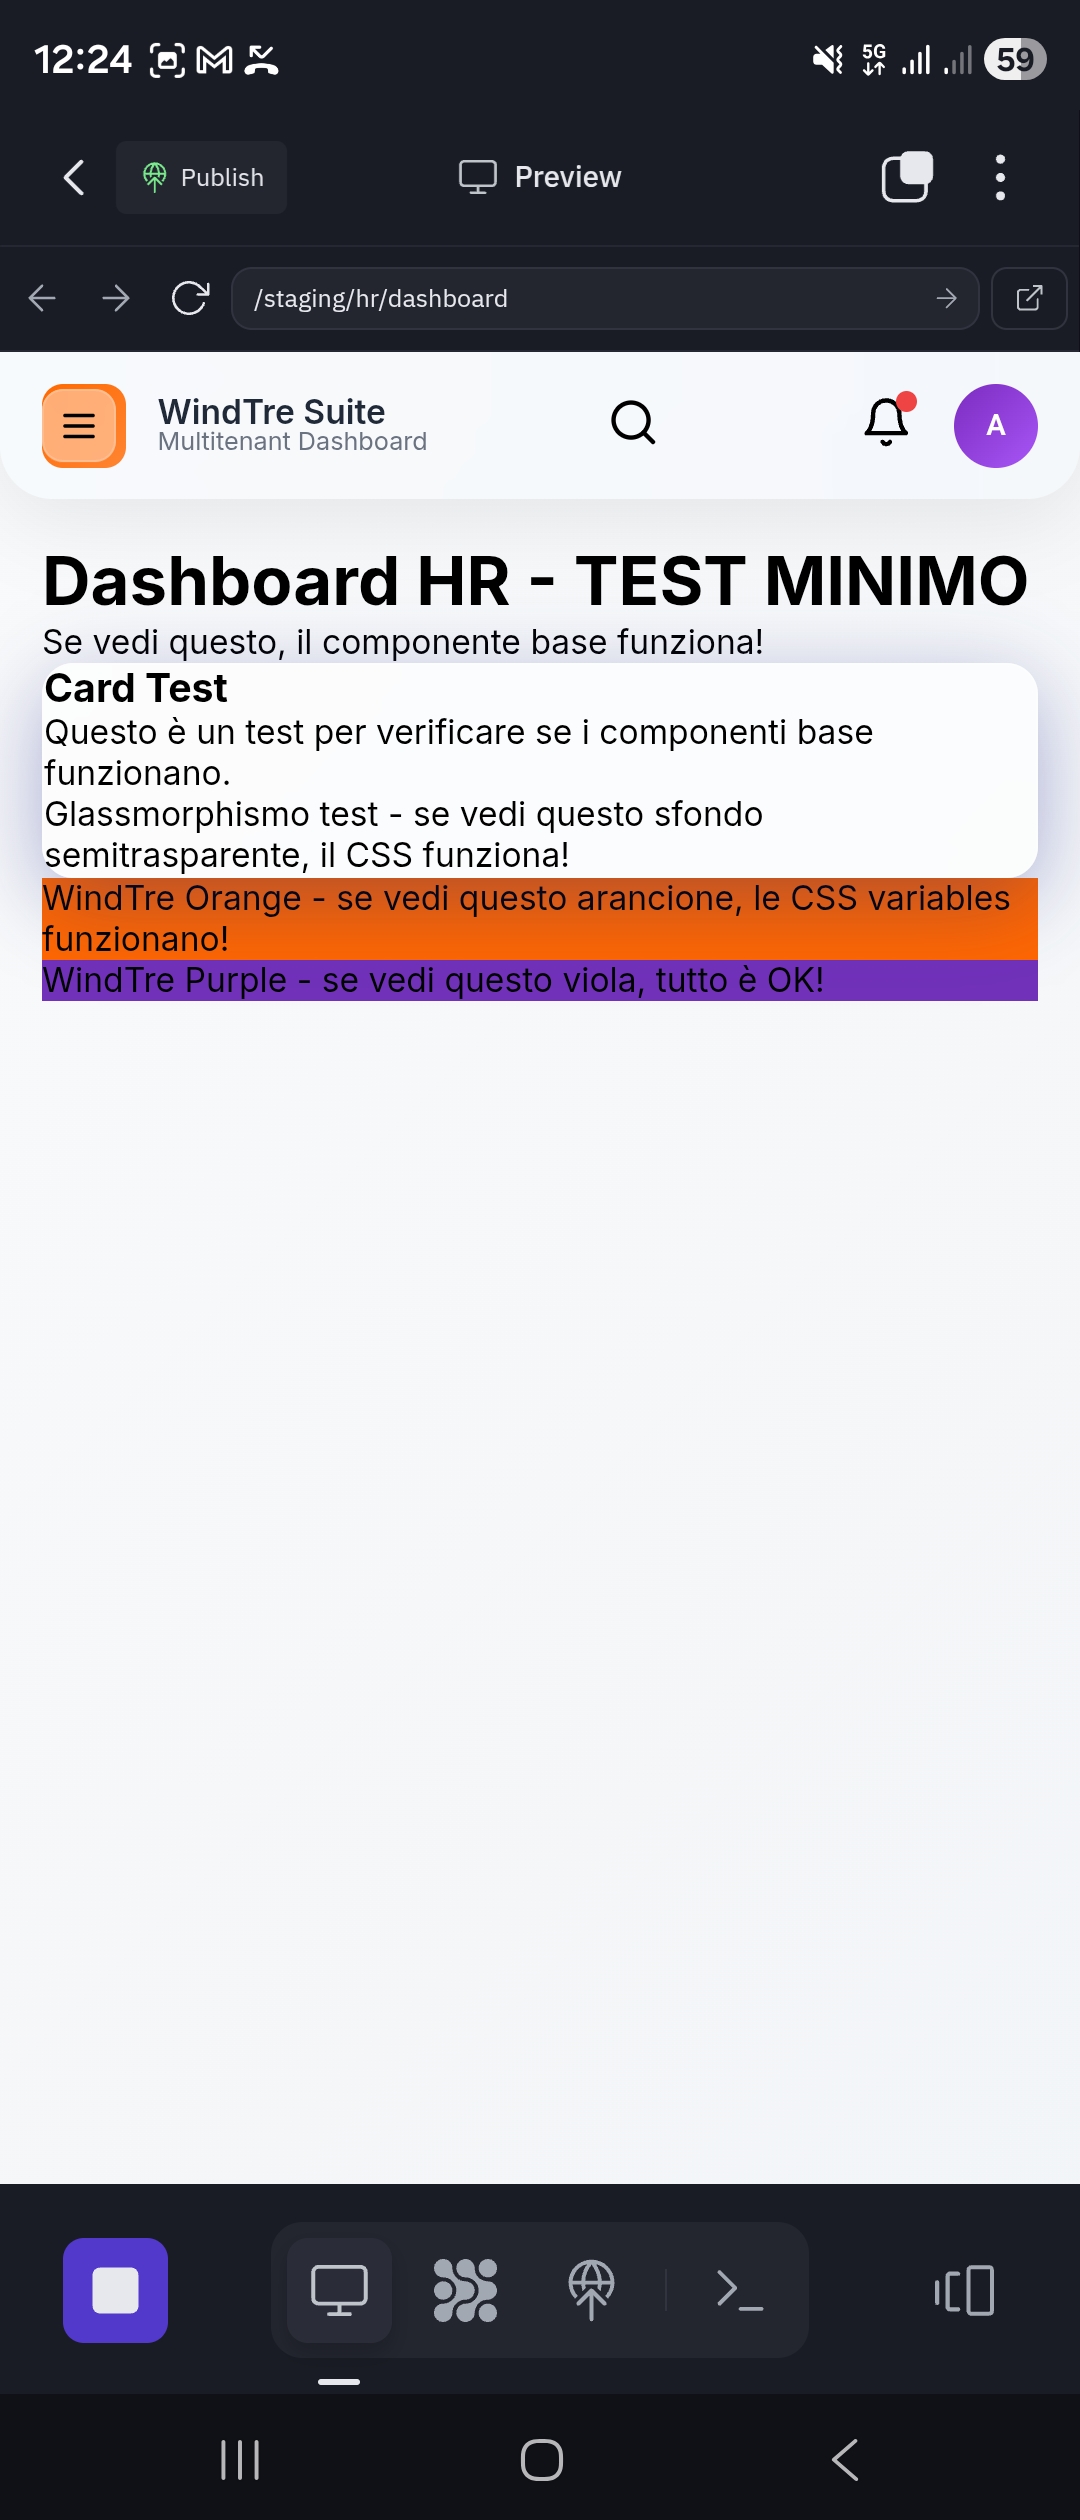 12:24
5G
59
Publish
Preview
/staging/hr/dashboard
WindTre Suite
Multitenant Dashboard
A
Dashboard HR - TEST MINIMO
Se vedi questo, il componente base funziona!
Card Test
Questo è un test per verificare se i componenti base
funzionano.
Glassmorphismo test - se vedi questo sfondo
semitrasparente, il CSS funziona!
WindTre Orange - se vedi questo arancione, le CSS variables
funzionano!
WindTre Purple - se vedi questo viola, tutto è OK!